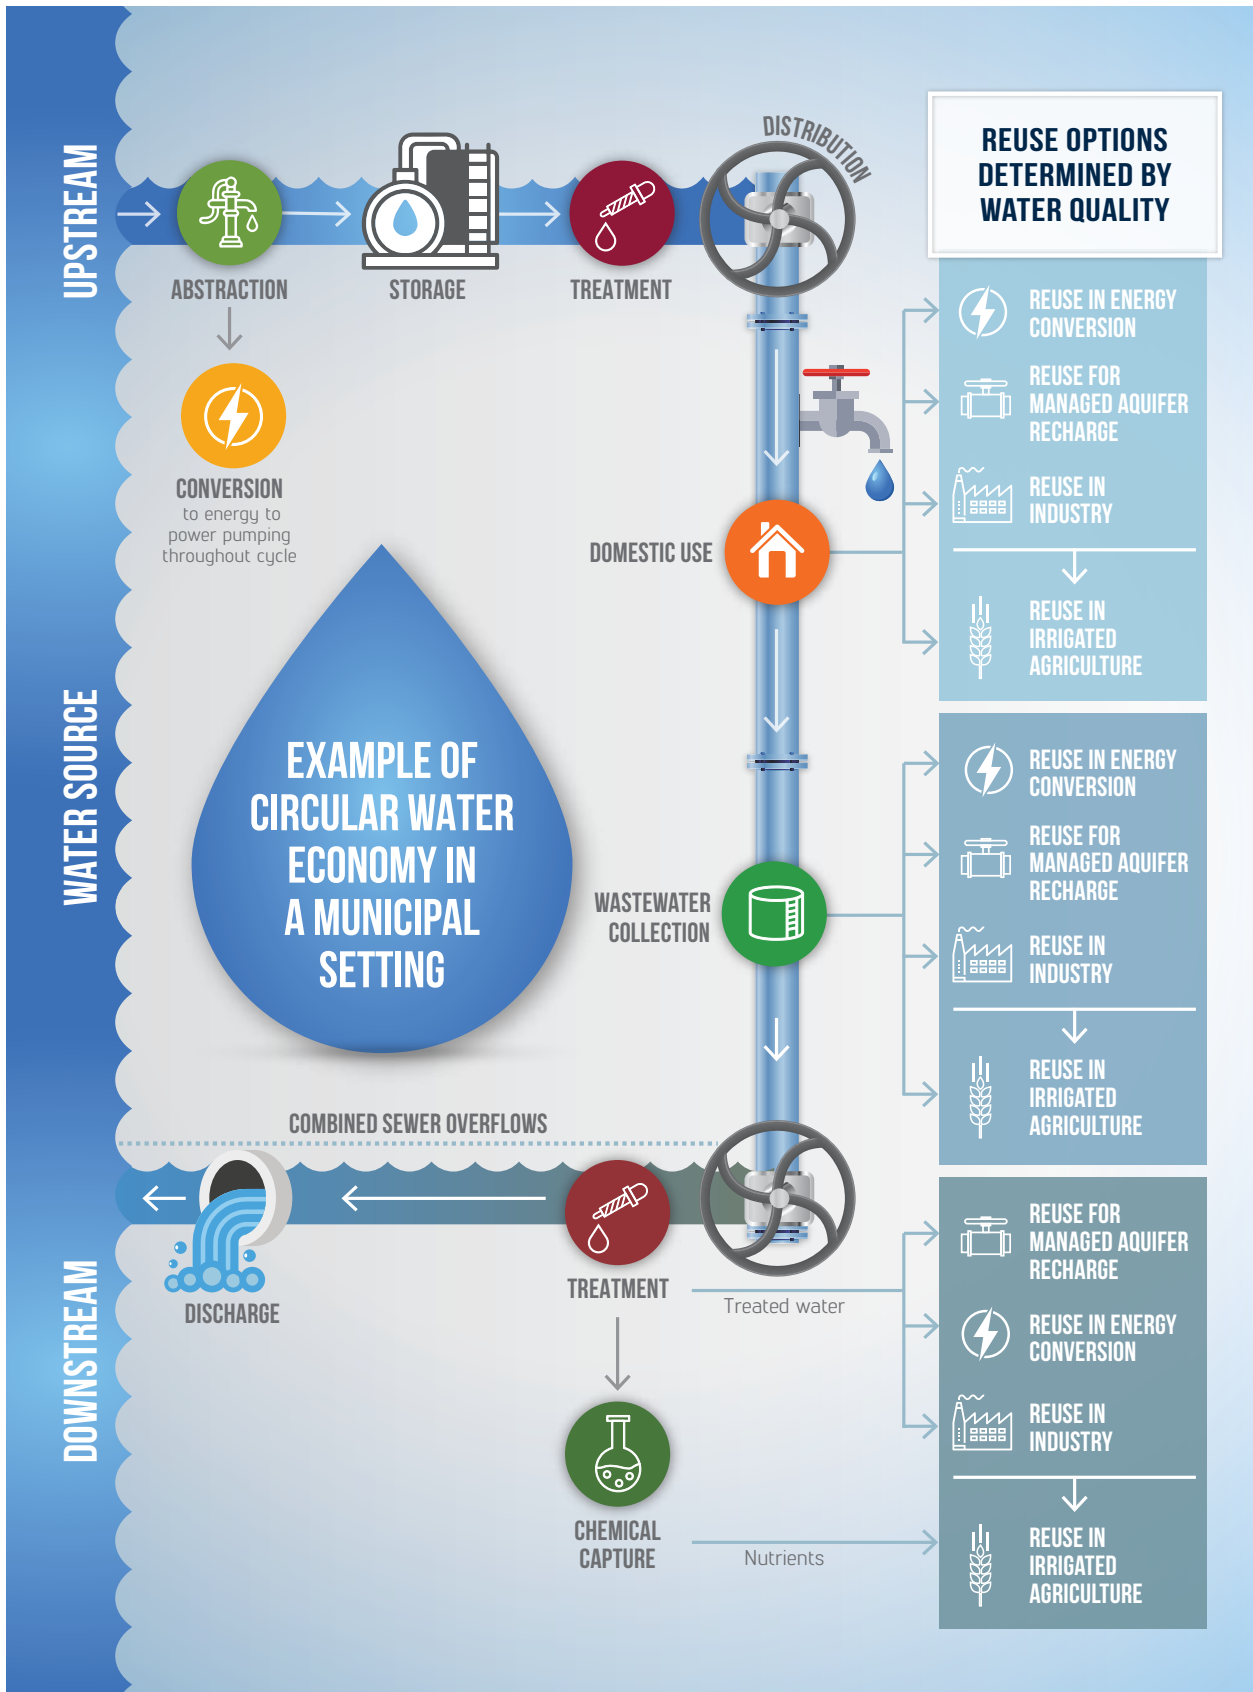 UPSTREAM
WATER SOURCE
DOWNSTREAM
ABSTRACTION
STORAGE
TREATMENT
DISTRIBUTION
CONVERSION
to energy to
power pumping
throughout cycle
EXAMPLE OF
CIRCULAR WATER
ECONOMY IN
A MUNICIPAL
SETTING
DOMESTIC USE
WASTEWATER
COLLECTION
COMBINED SEWER OVERFLOWS
DISCHARGE
TREATMENT
Treated water
CHEMICAL
CAPTURE
Nutrients
REUSE OPTIONS
DETERMINED BY
WATER QUALITY
REUSE IN ENERGY
CONVERSION
REUSE FOR
MANAGED AQUIFER
RECHARGE
REUSE IN
INDUSTRY
REUSE IN
IRRIGATED
AGRICULTURE
REUSE IN ENERGY
CONVERSION
REUSE FOR
MANAGED AQUIFER
RECHARGE
REUSE IN
INDUSTRY
REUSE IN
IRRIGATED
AGRICULTURE
REUSE FOR
MANAGED AQUIFER
RECHARGE
REUSE IN ENERGY
CONVERSION
REUSE IN
INDUSTRY
REUSE IN
IRRIGATED
AGRICULTURE